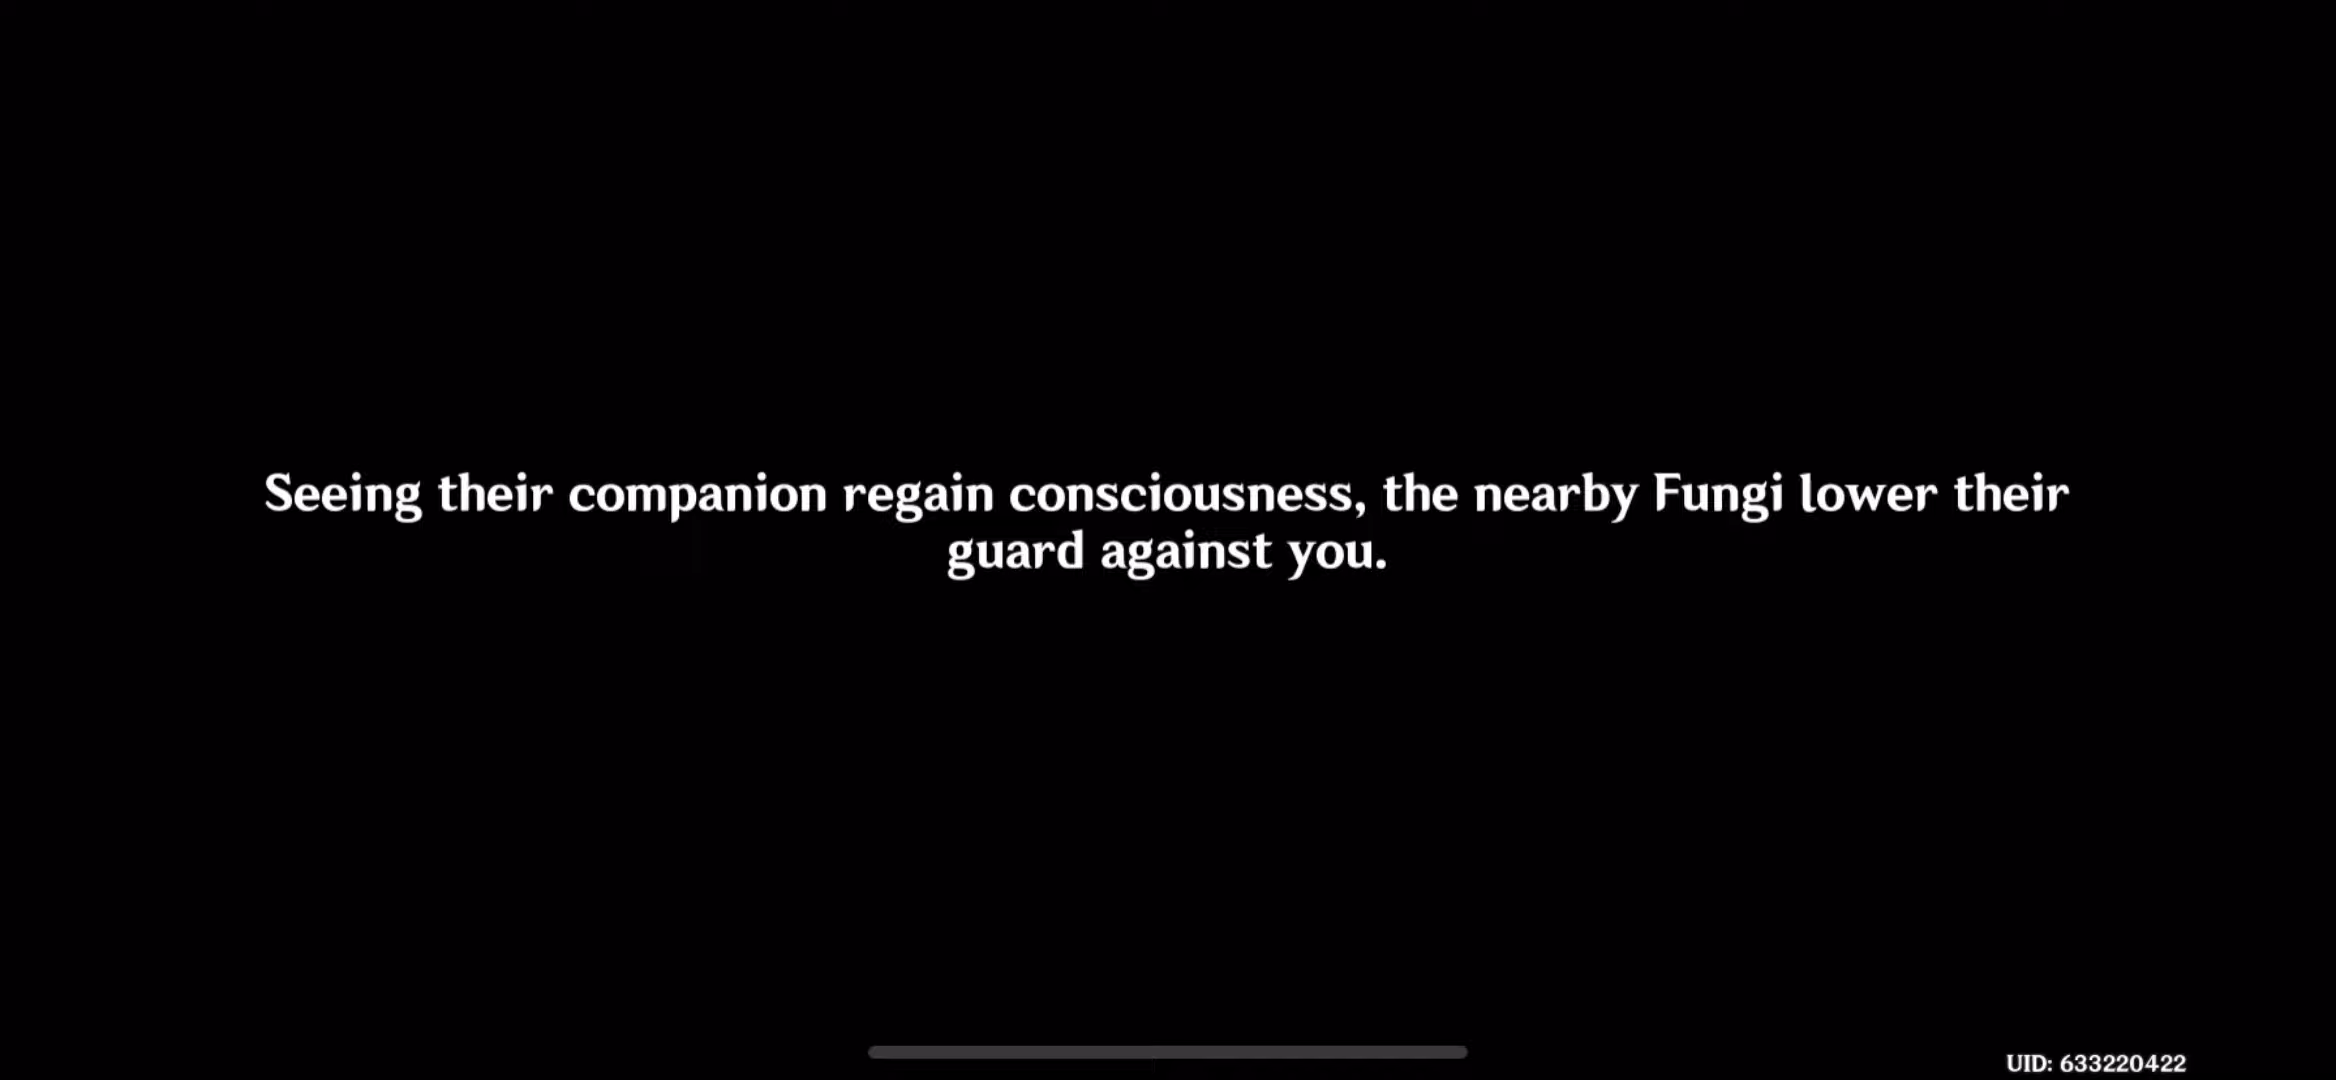 Seeing their companion regain consciousness, the nearby Fungi lower their
guard against you.
UID: 633220422